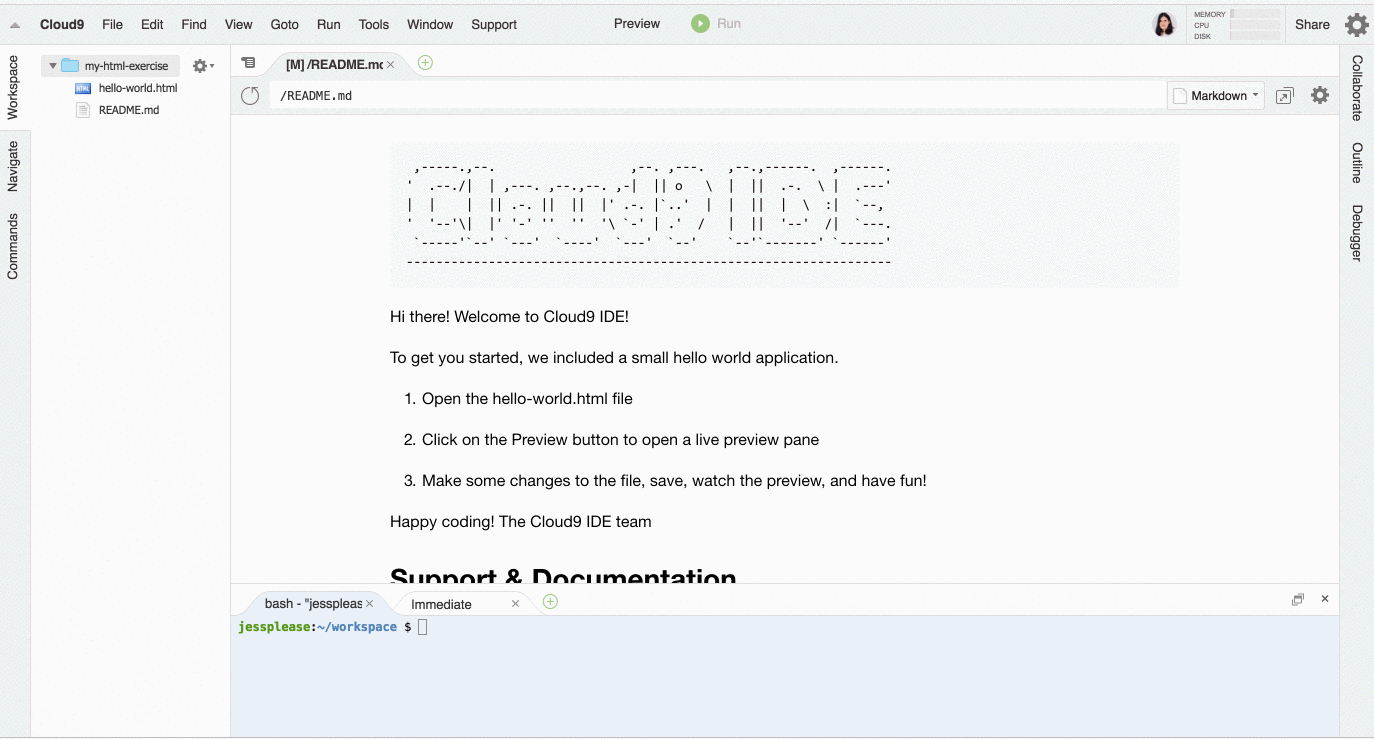 Cloud9 File Edit Find View Goto Run Tools Window Support Preview Run MEMORY CPU DISK Share
Workspace
Navigate
Commands
my-html-exercise
hello-world.html
README.md
[M] /README.mc
/README.md Markdown
,-----.,--.                  ,--. ,---.   ,--.,------.  ,------.
'  .--./|  | ,---. ,--.,--. ,-|  || o   \  |  ||  .-.  \ |  .---'
|  |    |  || .-. ||  ||  |' .-. |`..'  |  |  ||  |  \  :|  `--,
'  '--'\|  |' '-' ''  ''  '\ `-' | .'  /   |  ||  '--'  /|  `---.
`-----'`--' `---'  `----'  `---'  `--'    `--'`-------' `------'
-----------------------------------------------------------------
Hi there! Welcome to Cloud9 IDE!
To get you started, we included a small hello world application.
1. Open the hello-world.html file
2. Click on the Preview button to open a live preview pane
3. Make some changes to the file, save, watch the preview, and have fun!
Happy coding! The Cloud9 IDE team
Support & Documentation
bash - "jesspleas Immediate
jessplease:~/workspace $
Collaborate
Outline
Debugger